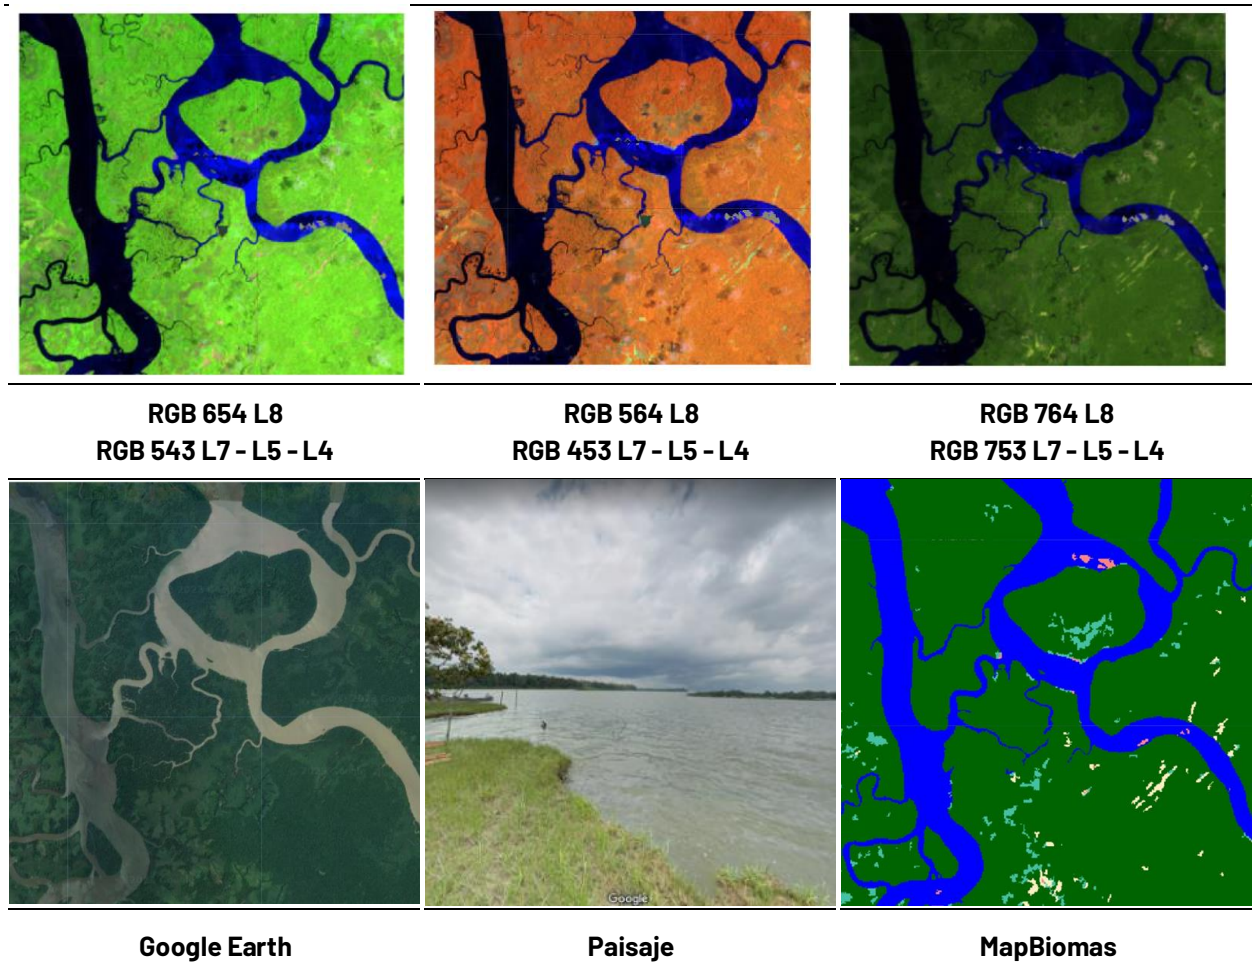 RGB 654 L8
RGB 543 L7 - L5 - L4
RGB 564 L8
RGB 453 L7 - L5 - L4
RGB 764 L8
RGB 753 L7 - L5 - L4
Google
Google Earth
Paisaje
MapBiomas